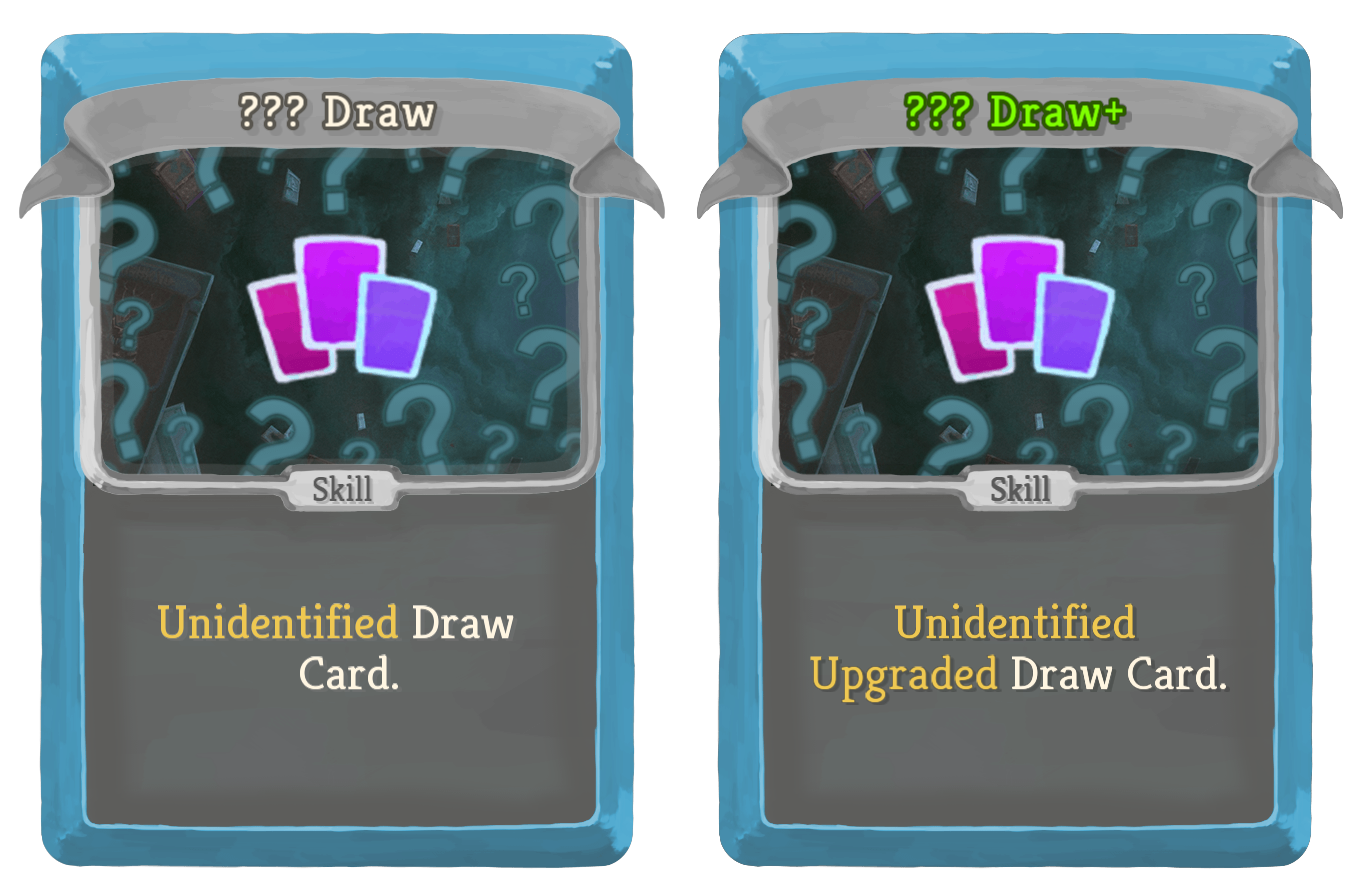 ??? Draw
Skill
Unidentified Draw
Card.
??? Draw+
Skill
Unidentified
Upgraded Draw Card.